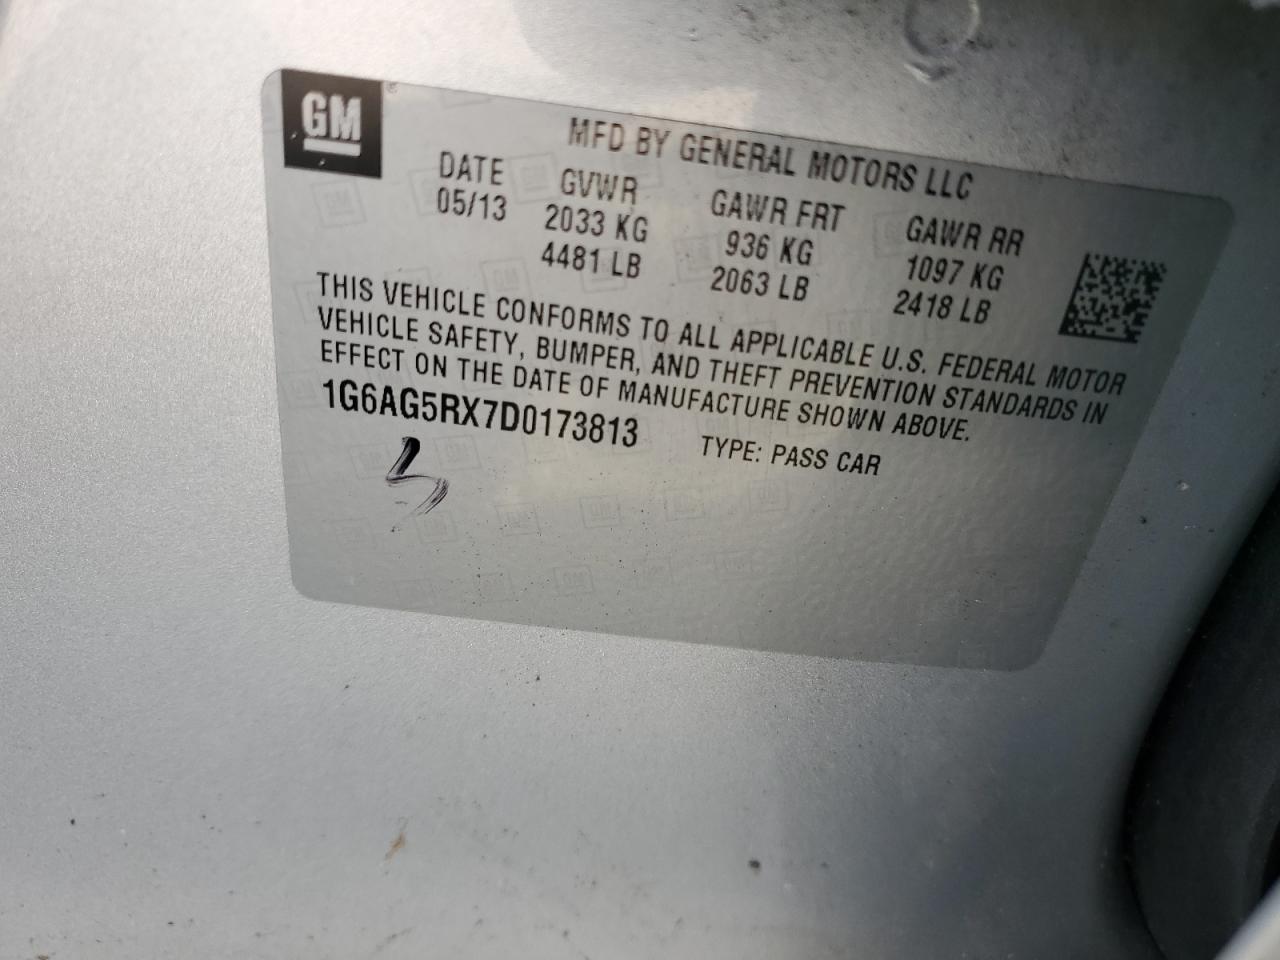 GM
MFD BY GENERAL MOTORS LLC
DATE GVWR GAWR FRT GAWR RR
05/13 2033 KG 936 KG 1097 KG
4481 LB 2063 LB 2418 LB
THIS VEHICLE CONFORMS TO ALL APPLICABLE U.S. FEDERAL MOTOR
VEHICLE SAFETY, BUMPER, AND THEFT PREVENTION STANDARDS IN
EFFECT ON THE DATE OF MANUFACTURE SHOWN ABOVE.
1G6AG5RX7D0173813 TYPE: PASS CAR
5